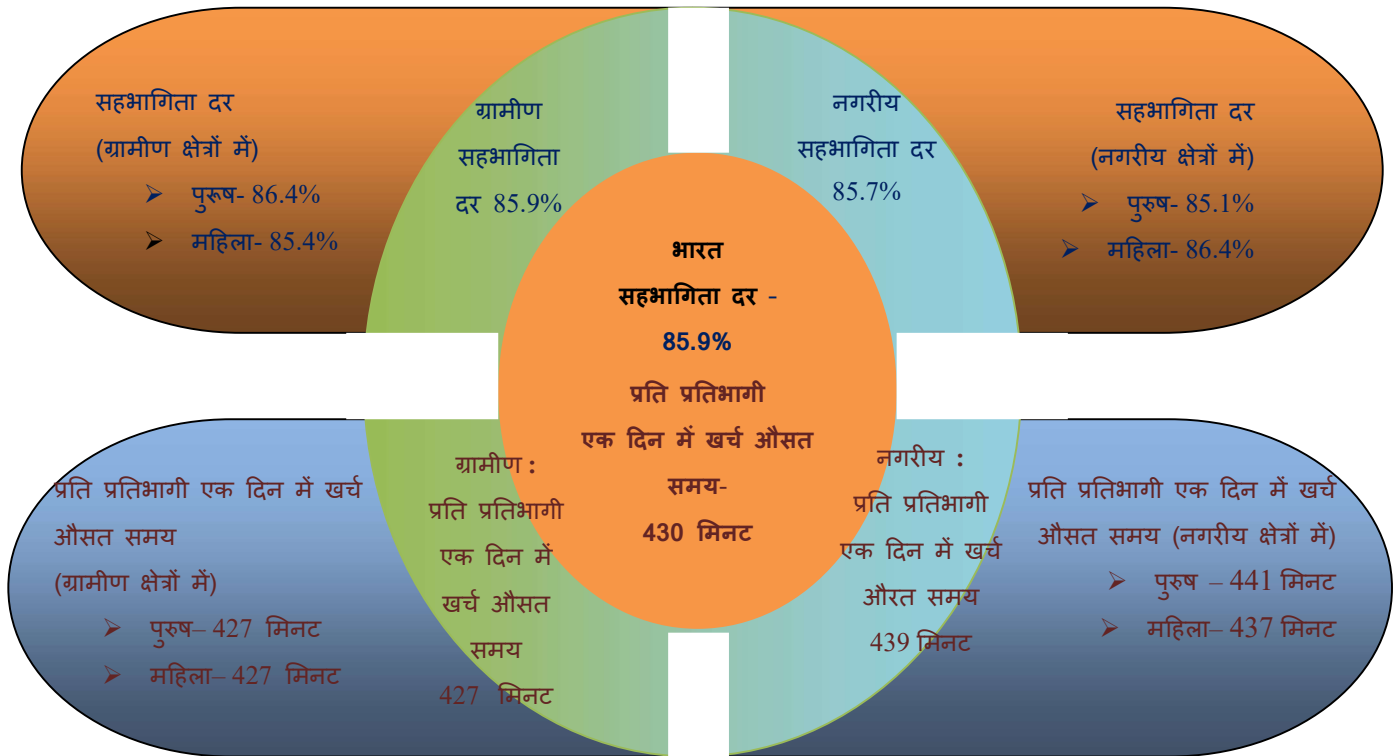 सहभागिता दर
(ग्रामीण क्षेत्रों में)
➢ पुरूष- 86.4%
➢ महिला- 85.4%
ग्रामीण
सहभागिता
दर 85.9%
नगरीय
सहभागिता दर
85.7%
सहभागिता दर
(नगरीय क्षेत्रों में)
➢ पुरुष- 85.1%
➢ महिला- 86.4%
भारत
सहभागिता दर -
85.9%
प्रति प्रतिभागी
एक दिन में खर्च औसत
समय-
430 मिनट
प्रति प्रतिभागी एक दिन में खर्च
औसत समय
(ग्रामीण क्षेत्रों में)
➢ पुरुष– 427 मिनट
➢ महिला– 427 मिनट
ग्रामीण :
प्रति प्रतिभागी
एक दिन में
खर्च औसत
समय
427 मिनट
नगरीय :
प्रति प्रतिभागी
एक दिन में खर्च
औरत समय
439 मिनट
प्रति प्रतिभागी एक दिन में खर्च
औसत समय (नगरीय क्षेत्रों में)
➢ पुरुष – 441 मिनट
➢ महिला– 437 मिनट